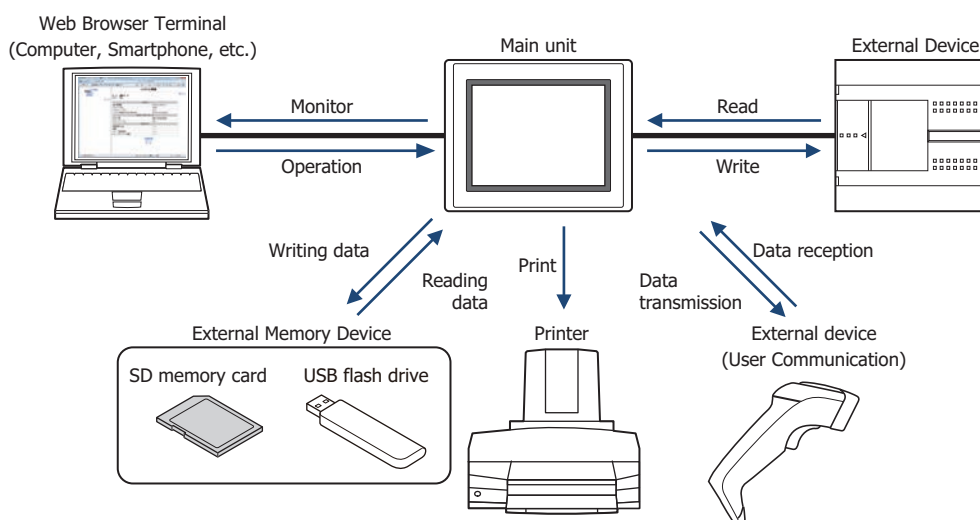 Web Browser Terminal
(Computer, Smartphone, etc.)
Main unit
External Device
Monitor
Operation
Read
Write
Writing data
Reading
data
Print
Data
transmission
Data reception
External Memory Device
SD memory card
USB flash drive
Printer
External device
(User Communication)